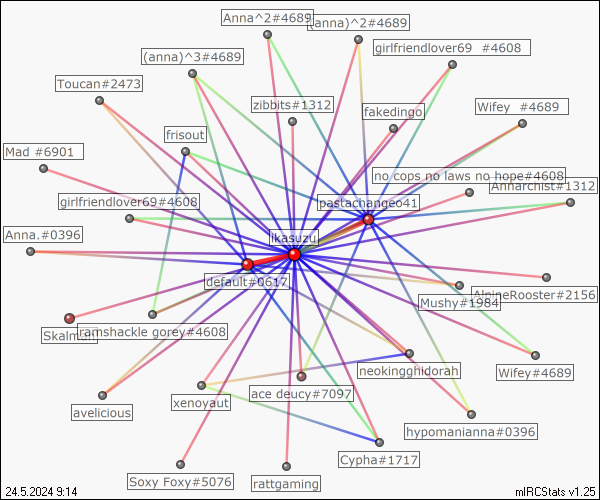 Anna^2#4689
(anna)^2#4689
girlfriendlover69 #4608
(anna)^3#4689
Toucan#2473
zibbits#1312
fakedingo
Wifey #4689
frisout
Mad #6901
no cops no laws no hope#4608
Annarchist#1312
girlfriendlover69#4608
pastachangeo41
Anna.#0396
ikasuzu
default#0617
AlpineRooster#2156
Mushy#1984
Skalman
ramshackle gorey#4608
neokingghidorah
Wifey#4689
ace deucy#7097
xenoyaut
avelicious
hypomanianna#0396
Cypha#1717
Soxy Foxy#5076
rattgaming
24.5.2024 9:14
mIRCStats v1.25